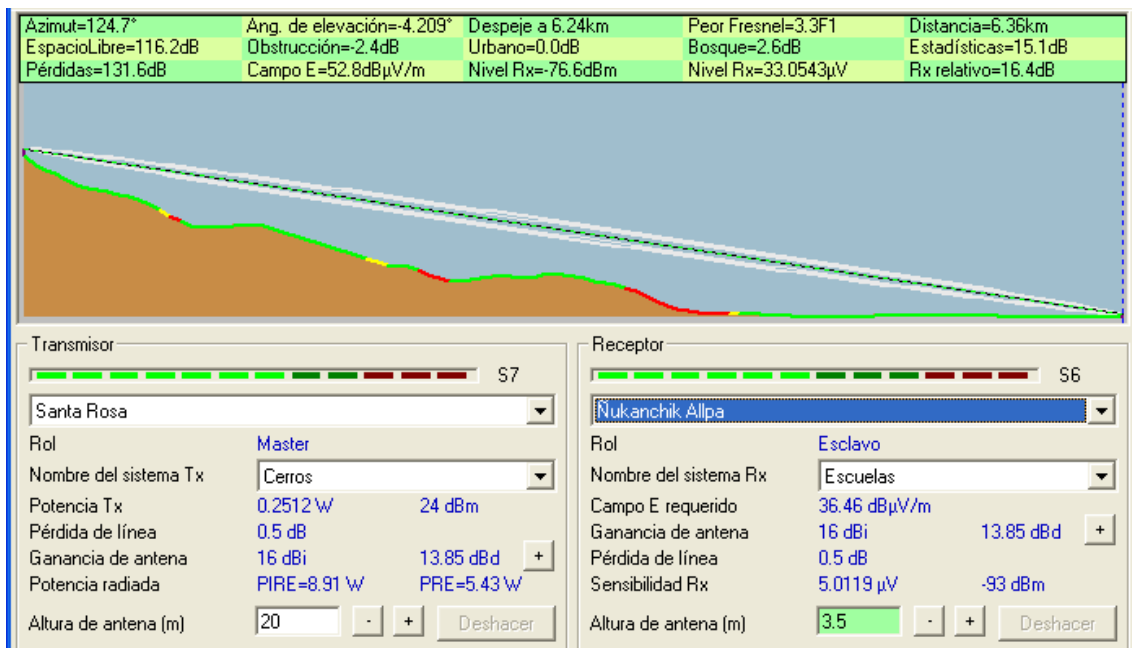 Azimut=124.7° Ang. de elevación=-4.209° Despeje a 6.24km Peor Fresnel=3.3F1 Distancia=6.36km
EspacioLibre=116.2dB Obstrucción=-2.4dB Urbano=0.0dB Bosque=2.6dB Estadísticas=15.1dB
Pérdidas=131.6dB Campo E=52.8dBµV/m Nivel Rx=-76.6dBm Nivel Rx=33.0543µV Rx relativo=16.4dB
Transmisor
S7
Santa Rosa
Rol Master
Nombre del sistema Tx Cerros
Potencia Tx 0.2512 W 24 dBm
Pérdida de línea 0.5 dB
Ganancia de antena 16 dBi 13.85 dBd +
Potencia radiada PIRE=8.91 W PRE=5.43 W
Altura de antena (m) 20 - + Deshacer
Receptor
S6
Ñukanchik Allpa
Rol Esclavo
Nombre del sistema Rx Escuelas
Campo E requerido 36.46 dBµV/m
Ganancia de antena 16 dBi 13.85 dBd +
Pérdida de línea 0.5 dB
Sensibilidad Rx 5.0119 µV -93 dBm
Altura de antena (m) 3.5 - + Deshacer